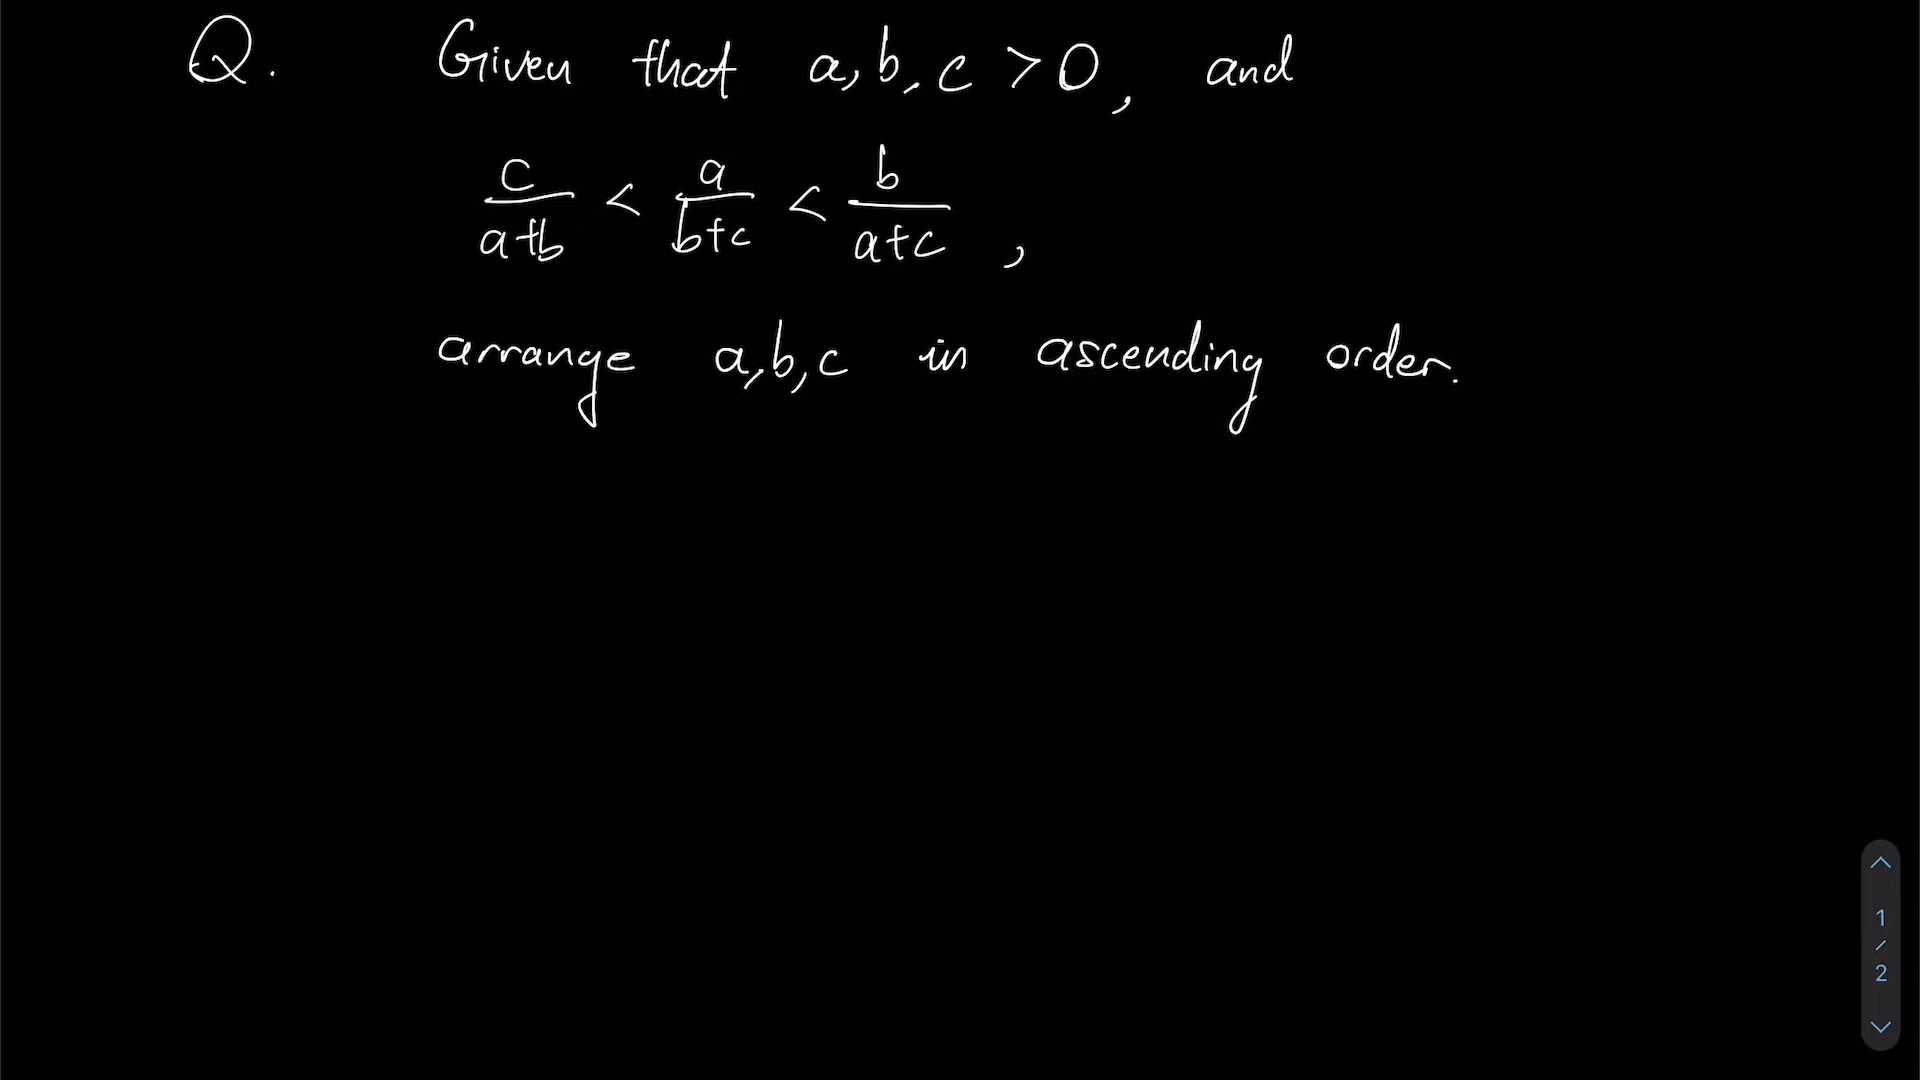 Q. Given that a, b, c > 0, and
c/(a+b) < a/(b+c) < b/(a+c) ,
arrange a, b, c in ascending order.
1
/
2